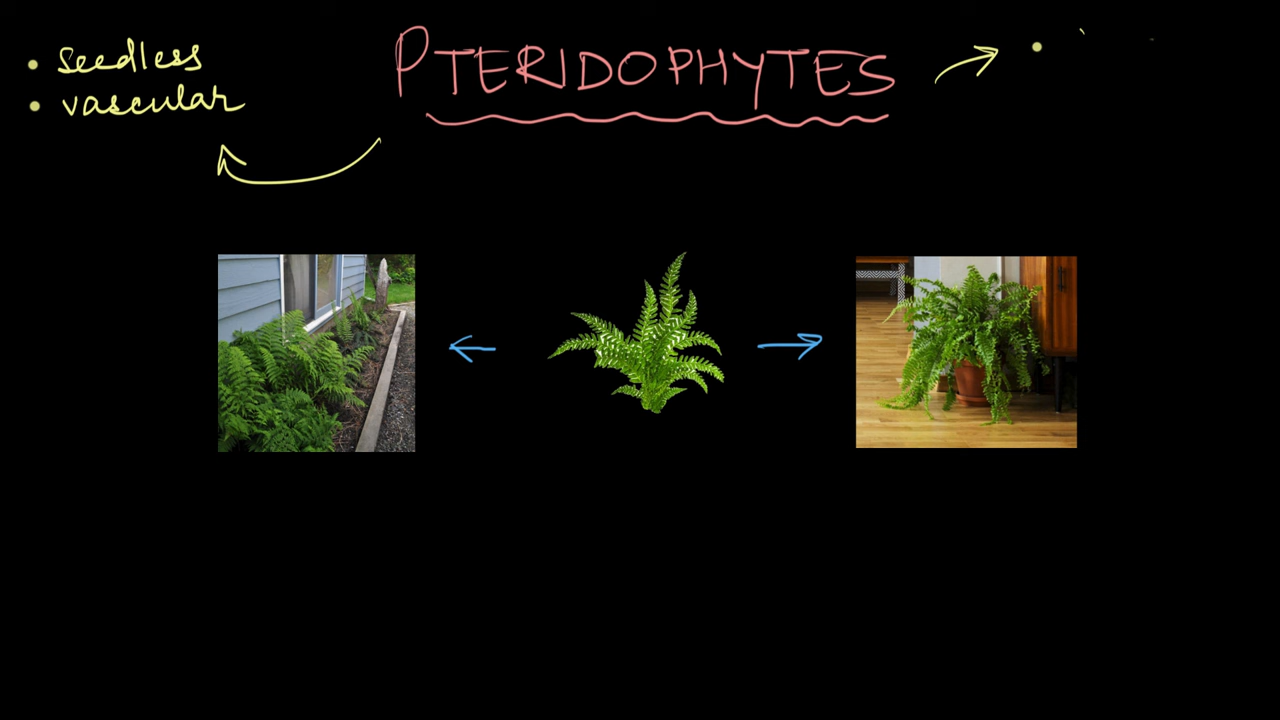 PTERIDOPHYTES
• seedless
• vascular
•